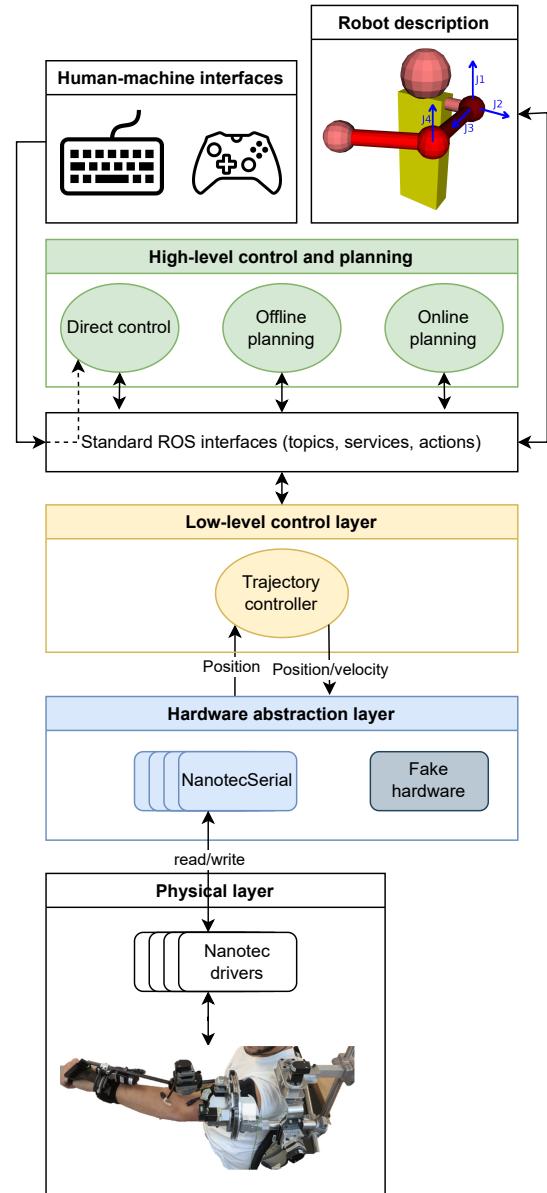 Robot description
Human-machine interfaces
J1
J2
J3
J4
High-level control and planning
Direct control
Offline
planning
Online
planning
Standard ROS interfaces (topics, services, actions)
Low-level control layer
Trajectory
controller
Position
Position/velocity
Hardware abstraction layer
NanotecSerial
Fake
hardware
read/write
Physical layer
Nanotec
drivers